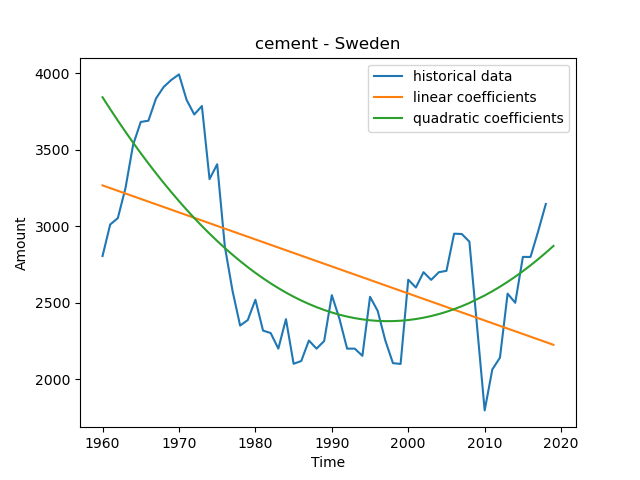 cement - Sweden
historical data
linear coefficients
quadratic coefficients
4000
3500
3000
2500
2000
Amount
1960 1970 1980 1990 2000 2010 2020
Time